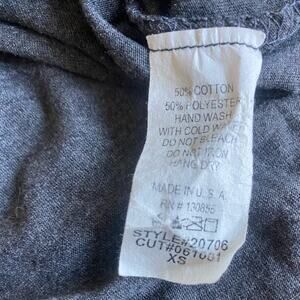 50% COTTON
50% POLYESTER
HAND WASH
WITH COLD WATER
DO NOT BLEACH
DO NOT IRON
HANG DRY
MADE IN U.S.A.
RN # 130856
STYLE#20706
CUT#061001
XS